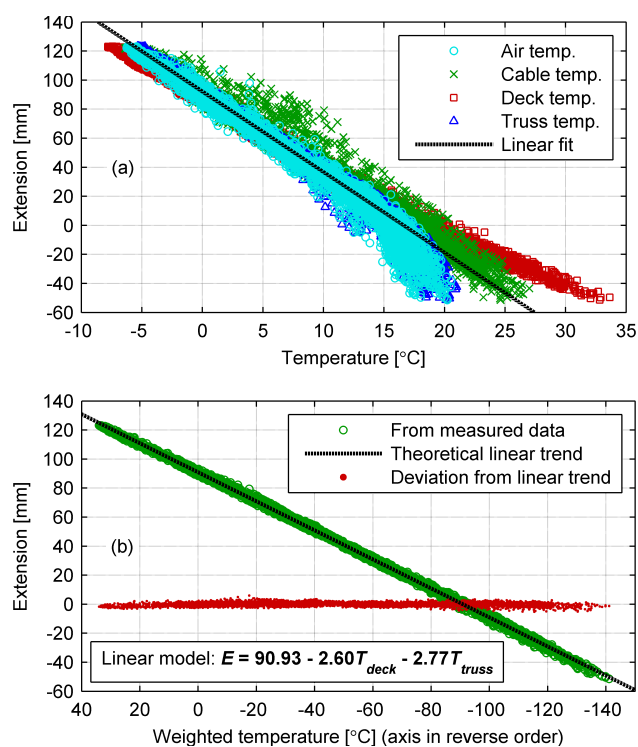 140
120
100
80
60
40
20
0
-20
-40
-60
Extension [mm]
(a)
Air temp.
Cable temp.
Deck temp.
Truss temp.
Linear fit
-10 -5 0 5 10 15 20 25 30 35
Temperature [°C]
140
120
100
80
60
40
20
0
-20
-40
-60
Extension [mm]
From measured data
Theoretical linear trend
Deviation from linear trend
(b)
Linear model: E = 90.93 - 2.60T_deck - 2.77T_truss
40 20 0 -20 -40 -60 -80 -100 -120 -140
Weighted temperature [°C] (axis in reverse order)